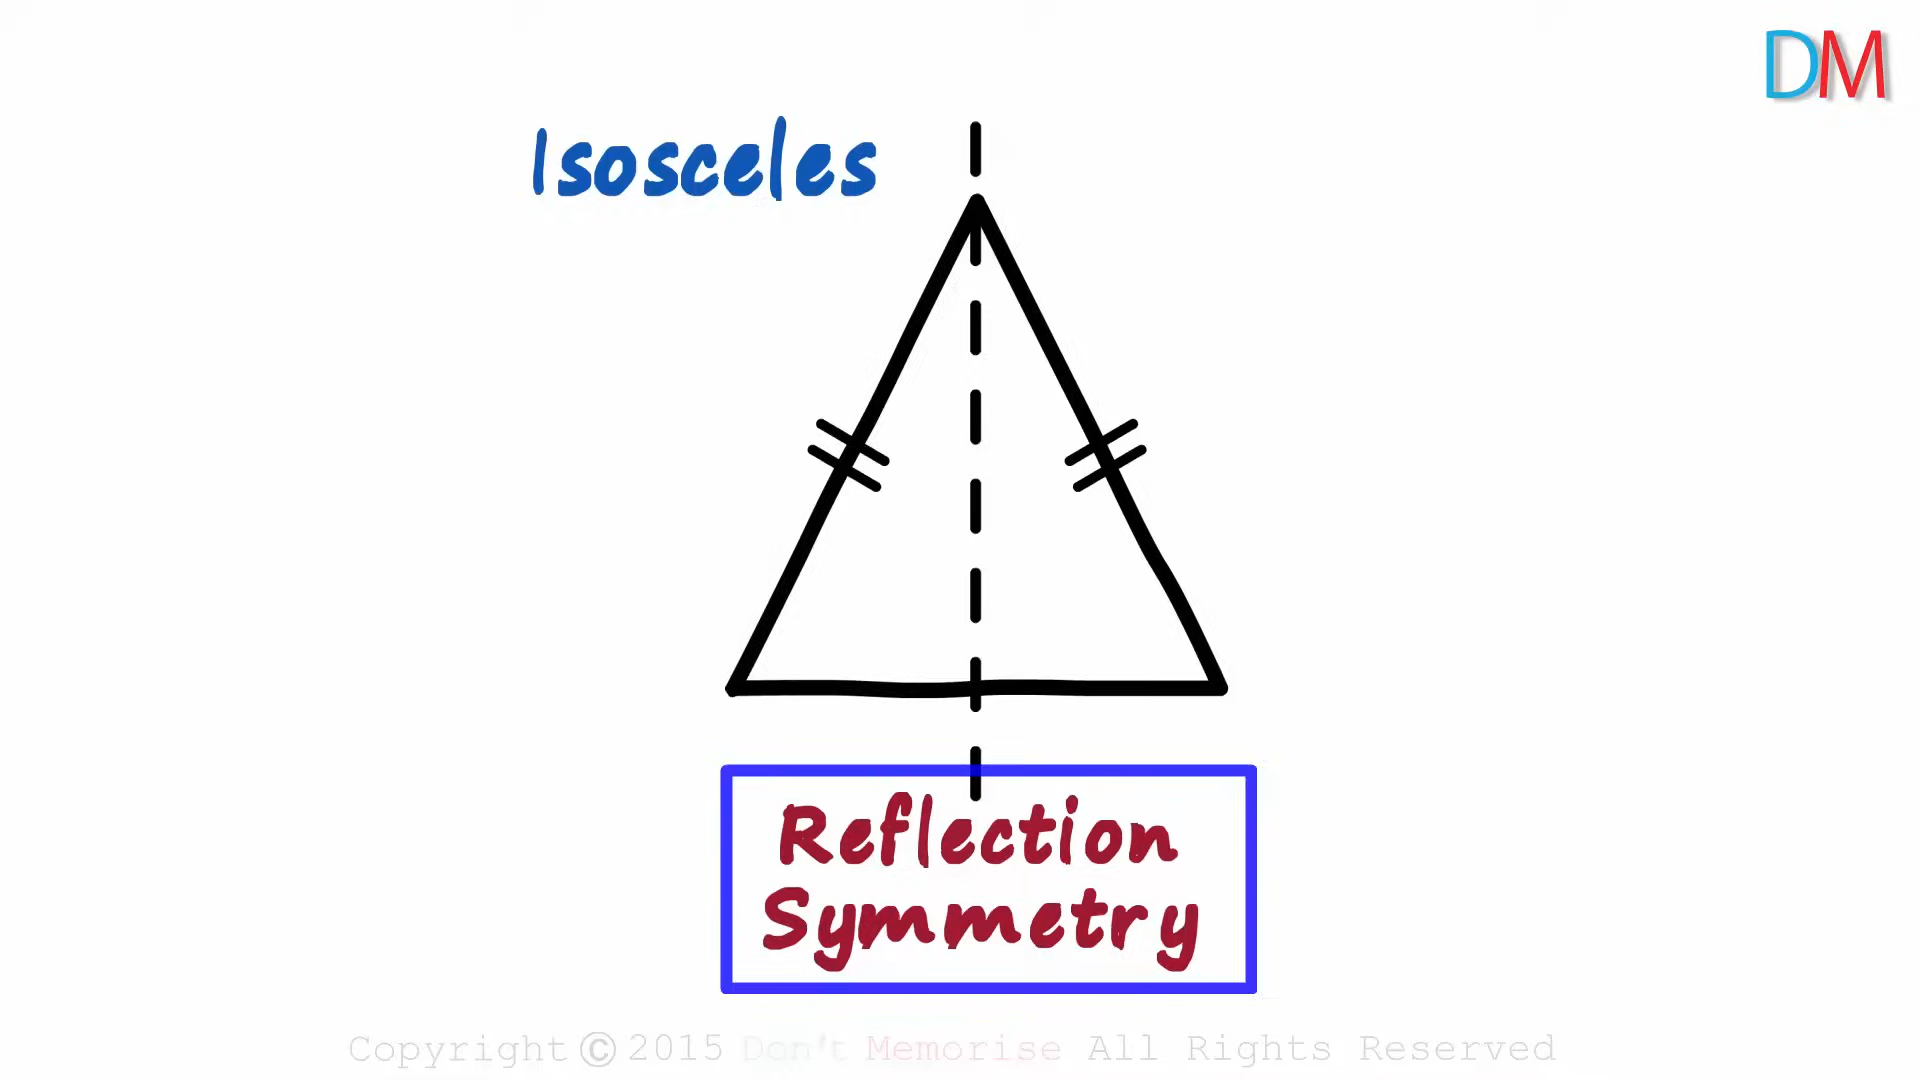 DM
Isosceles
Reflection
Symmetry
Copyright © 2015 Don't Memorise All Rights Reserved